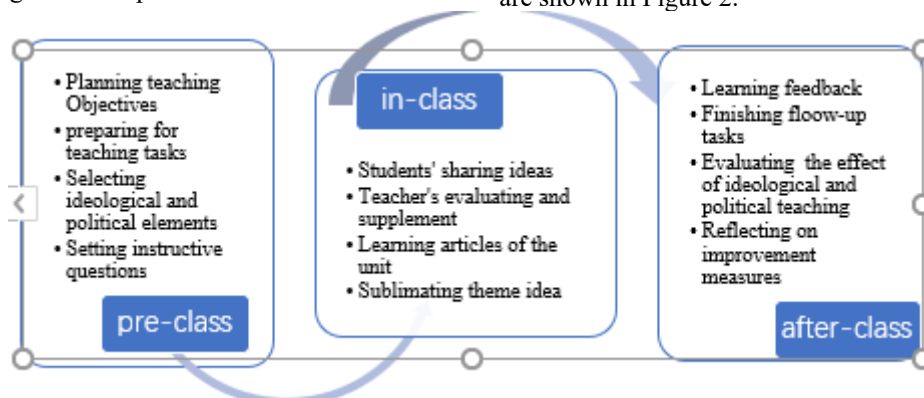 are shown in Figure 2.
• Planning teaching
Objectives
• preparing for
teaching tasks
• Selecting
ideological and
political elements
• Setting instructive
questions
pre-class
in-class
• Students' sharing ideas
• Teacher's evaluating and
supplement
• Learning articles of the
unit
• Sublimating theme idea
• Learning feedback
• Finishing floow-up
tasks
• Evaluating the effect
of ideological and
political teaching
• Reflecting on
improvement
measures
after-class